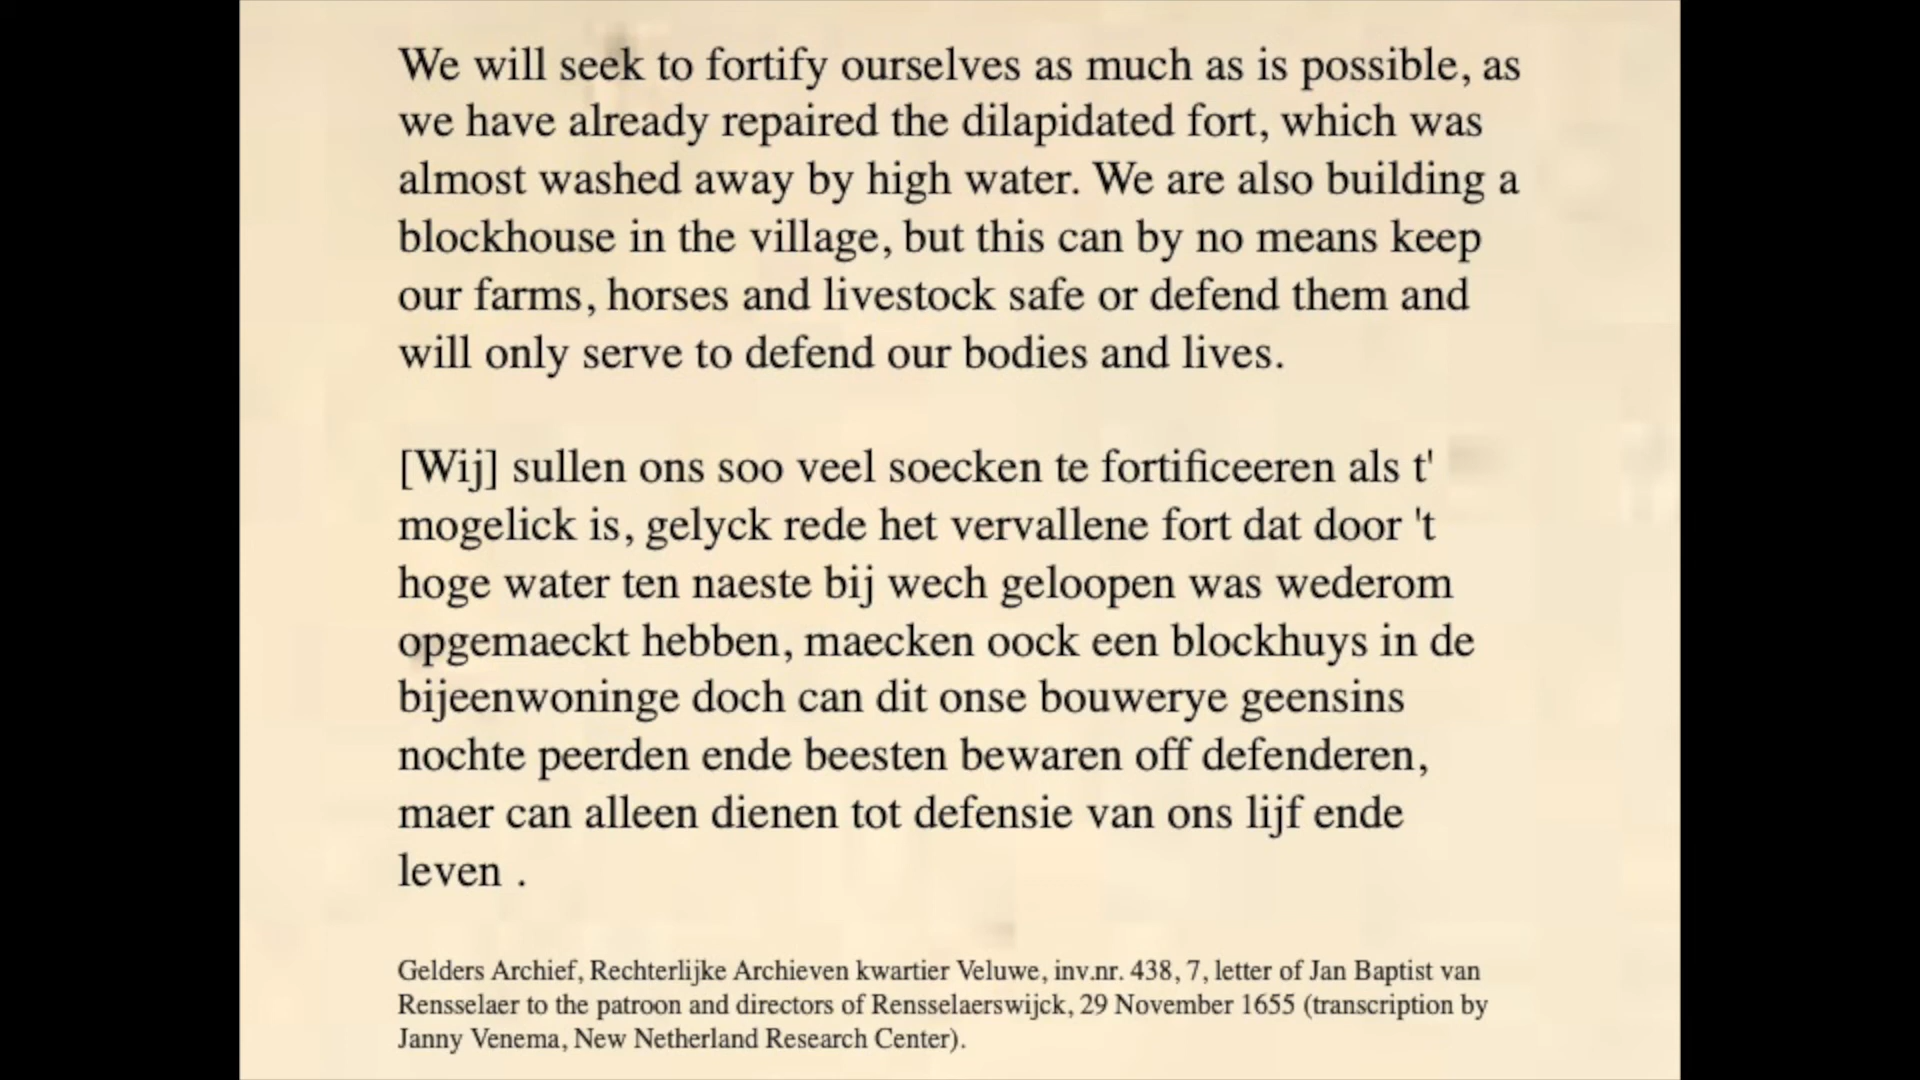 We will seek to fortify ourselves as much as is possible, as
we have already repaired the dilapidated fort, which was
almost washed away by high water. We are also building a
blockhouse in the village, but this can by no means keep
our farms, horses and livestock safe or defend them and
will only serve to defend our bodies and lives.
[Wij] sullen ons soo veel soecken te fortificeeren als t'
mogelick is, gelyck rede het vervallene fort dat door 't
hoge water ten naeste bij wech geloopen was wederom
opgemaeckt hebben, maecken oock een blockhuys in de
bijeenwoninge doch can dit onse bouwerye geensins
nochte peerden ende beesten bewaren off defenderen,
maer can alleen dienen tot defensie van ons lijf ende
leven .
Gelders Archief, Rechterlijke Archieven kwartier Veluwe, inv.nr. 438, 7, letter of Jan Baptist van
Rensselaer to the patroon and directors of Rensselaerswijck, 29 November 1655 (transcription by
Janny Venema, New Netherland Research Center).